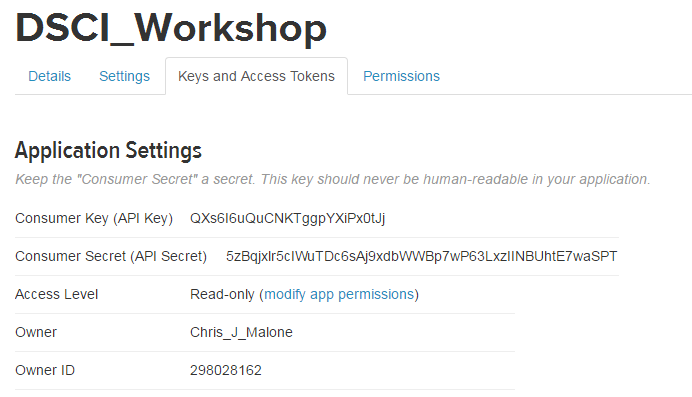 DSCI_Workshop
Details Settings Keys and Access Tokens Permissions
Application Settings
Keep the "Consumer Secret" a secret. This key should never be human-readable in your application.
Consumer Key (API Key)
Consumer Secret (API Secret)
Access Level Read-only (modify app permissions)
Owner Chris_J_Malone
Owner ID 298028162